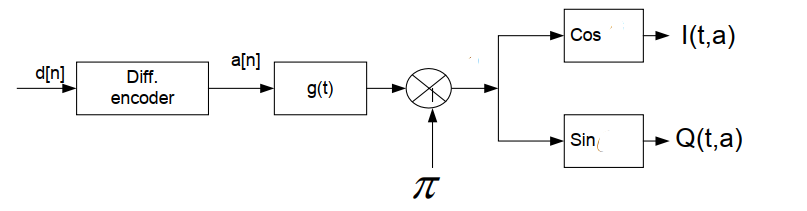 d[n]
Diff.
encoder
a[n]
g(t)
π
Cos
I(t,a)
Sin
Q(t,a)